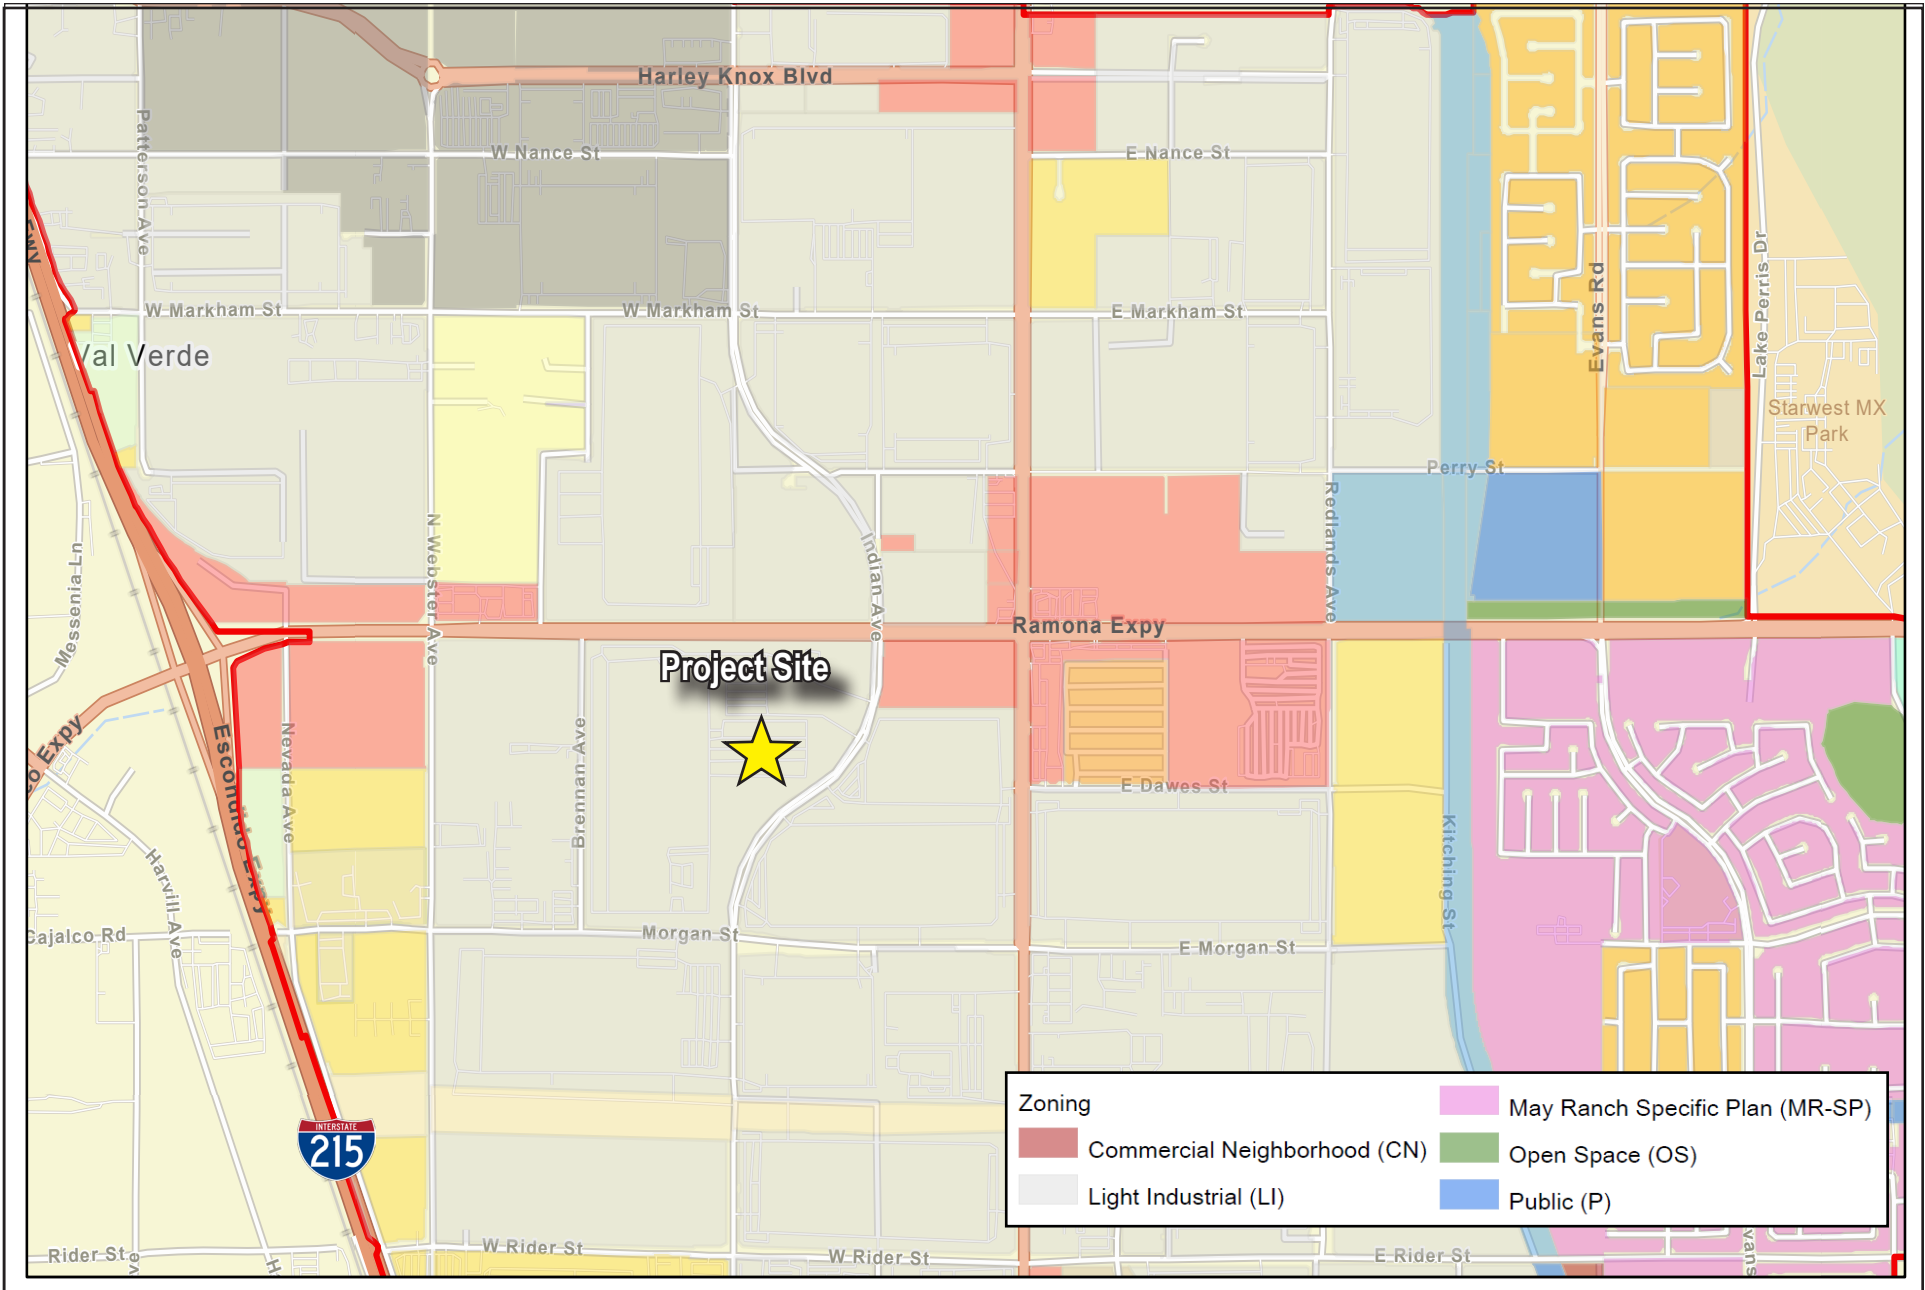 Harley Knox Blvd
Patterson Ave
W Nance St
E Nance St
Fwy
W Markham St
W Markham St
E Markham St
Val Verde
Evans Rd
Lake Perris Dr
Starwest MX
Park
Perry St
Messenia Ln
N Webster Ave
Indian Ave
Redlands Ave
Ramona Expy
Project Site
Expy
Escondido Expy
Nevada Ave
Brennan Ave
E Dawes St
Kitching St
Harvill Ave
Cajalco Rd
Morgan St
E Morgan St
INTERSTATE
215
Zoning
Commercial Neighborhood (CN)
Light Industrial (LI)
May Ranch Specific Plan (MR-SP)
Open Space (OS)
Public (P)
Rider St
W Rider St
W Rider St
E Rider St